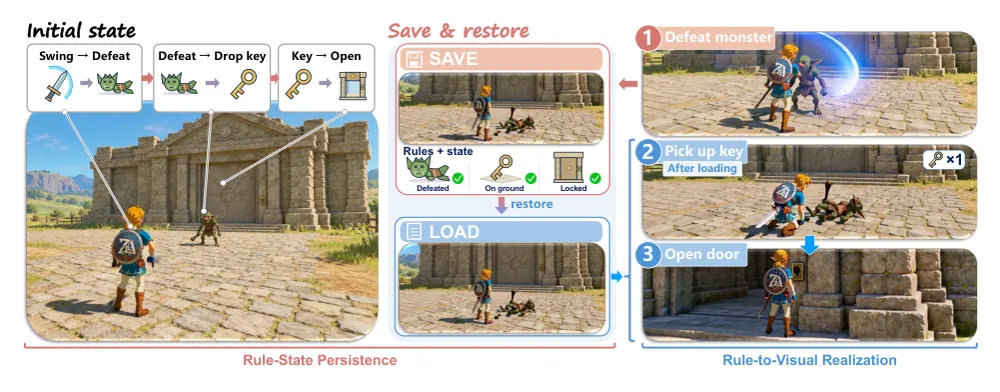 Initial state
Swing → Defeat
Defeat → Drop key
Key → Open
Save & restore
SAVE
Rules + state
Defeated
On ground
Locked
restore
LOAD
1 Defeat monster
2 Pick up key
After loading
×1
3 Open door
Rule-State Persistence
Rule-to-Visual Realization